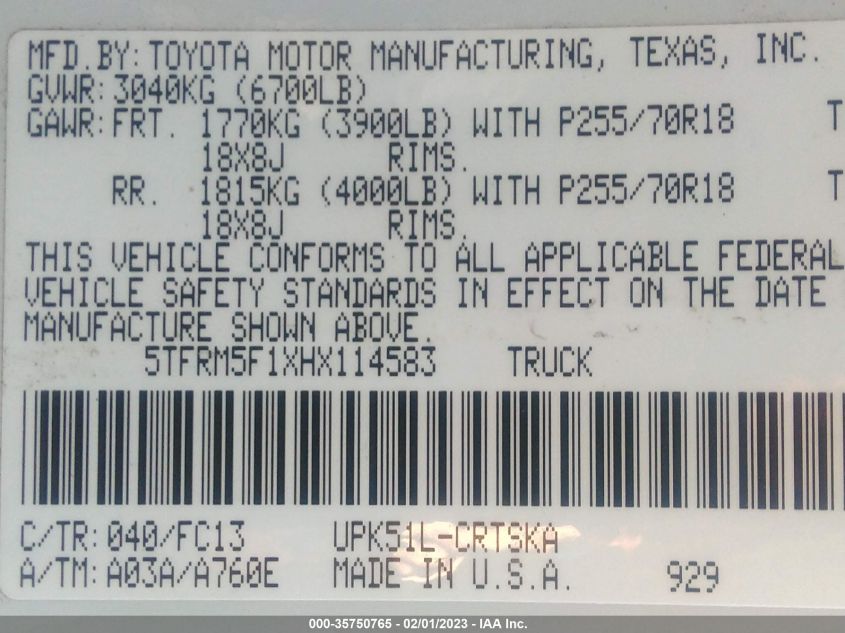 MFD.BY: TOYOTA MOTOR MANUFACTURING, TEXAS, INC.
GVWR: 3040KG (6700LB)
GAWR: FRT. 1770KG (3900LB) WITH P255/70R18 T
18X8J RIMS.
RR. 1815KG (4000LB) WITH P255/70R18 T
18X8J RIMS.
THIS VEHICLE CONFORMS TO ALL APPLICABLE FEDERAL
VEHICLE SAFETY STANDARDS IN EFFECT ON THE DATE
MANUFACTURE SHOWN ABOVE.
5TFRM5F1XHX114583 TRUCK
C/TR: 040/FC13 UPK51L-CRTSKA
A/TM: A03A/A760E MADE IN U.S.A. 929
000-35750765 - 02/01/2023 - IAA Inc.